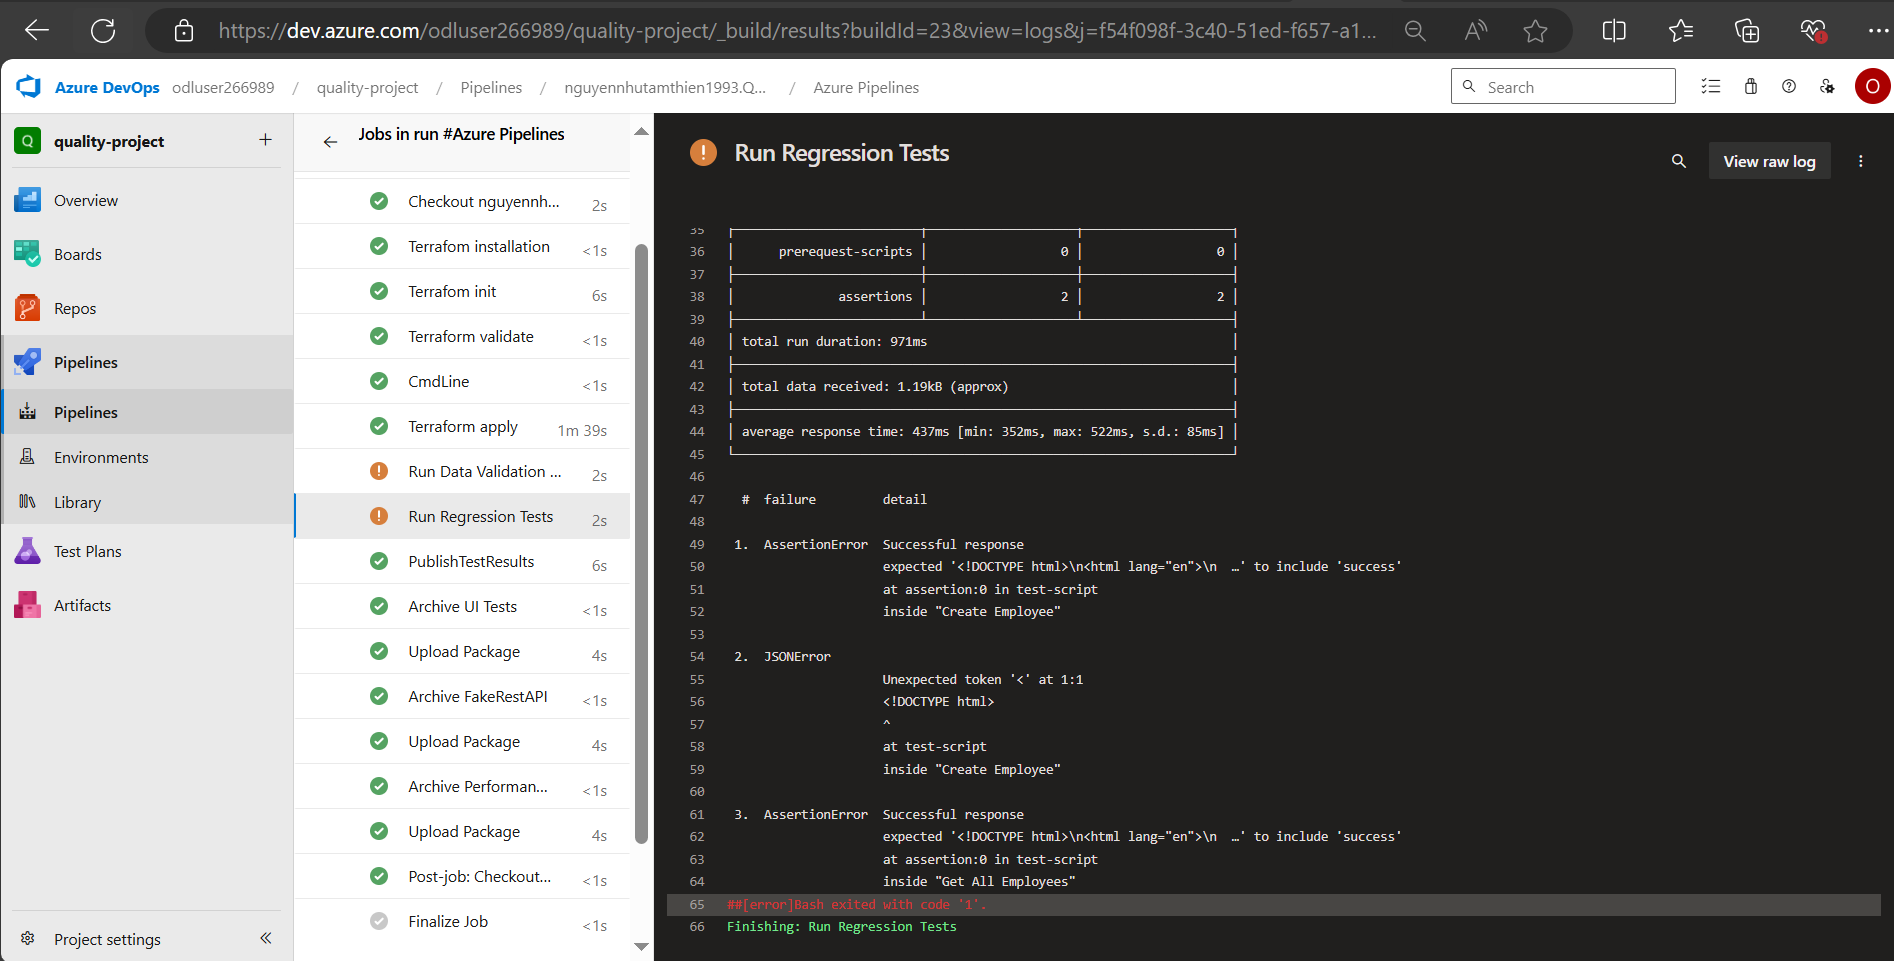 https://dev.azure.com/odluser266989/quality-project/_build/results?buildId=23&view=logs&j=f54f098f-3c40-51ed-f657-a1...
Azure DevOps odluser266989 / quality-project / Pipelines / nguyennhutamthien1993.Q... / Azure Pipelines
Search
O
Q quality-project +
Overview
Boards
Repos
Pipelines
Pipelines
Environments
Library
Test Plans
Artifacts
Project settings
Jobs in run #Azure Pipelines
Checkout nguyennh... 2s
Terrafom installation <1s
Terrafom init 6s
Terraform validate <1s
CmdLine <1s
Terraform apply 1m 39s
Run Data Validation ... 2s
Run Regression Tests 2s
PublishTestResults 6s
Archive UI Tests <1s
Upload Package 4s
Archive FakeRestAPI <1s
Upload Package 4s
Archive Performan... <1s
Upload Package 4s
Post-job: Checkout... <1s
Finalize Job <1s
Run Regression Tests
View raw log
35
36 prerequest-scripts 0 0
37
38 assertions 2 2
39
40 total run duration: 971ms
41
42 total data received: 1.19kB (approx)
43
44 average response time: 437ms [min: 352ms, max: 522ms, s.d.: 85ms]
45
46
47 # failure detail
48
49 1. AssertionError Successful response
50 expected '<!DOCTYPE html>\n<html lang="en">\n …' to include 'success'
51 at assertion:0 in test-script
52 inside "Create Employee"
53
54 2. JSONError
55 Unexpected token '<' at 1:1
56 <!DOCTYPE html>
57 ^
58 at test-script
59 inside "Create Employee"
60
61 3. AssertionError Successful response
62 expected '<!DOCTYPE html>\n<html lang="en">\n …' to include 'success'
63 at assertion:0 in test-script
64 inside "Get All Employees"
65 ##[error]Bash exited with code '1'.
66 Finishing: Run Regression Tests